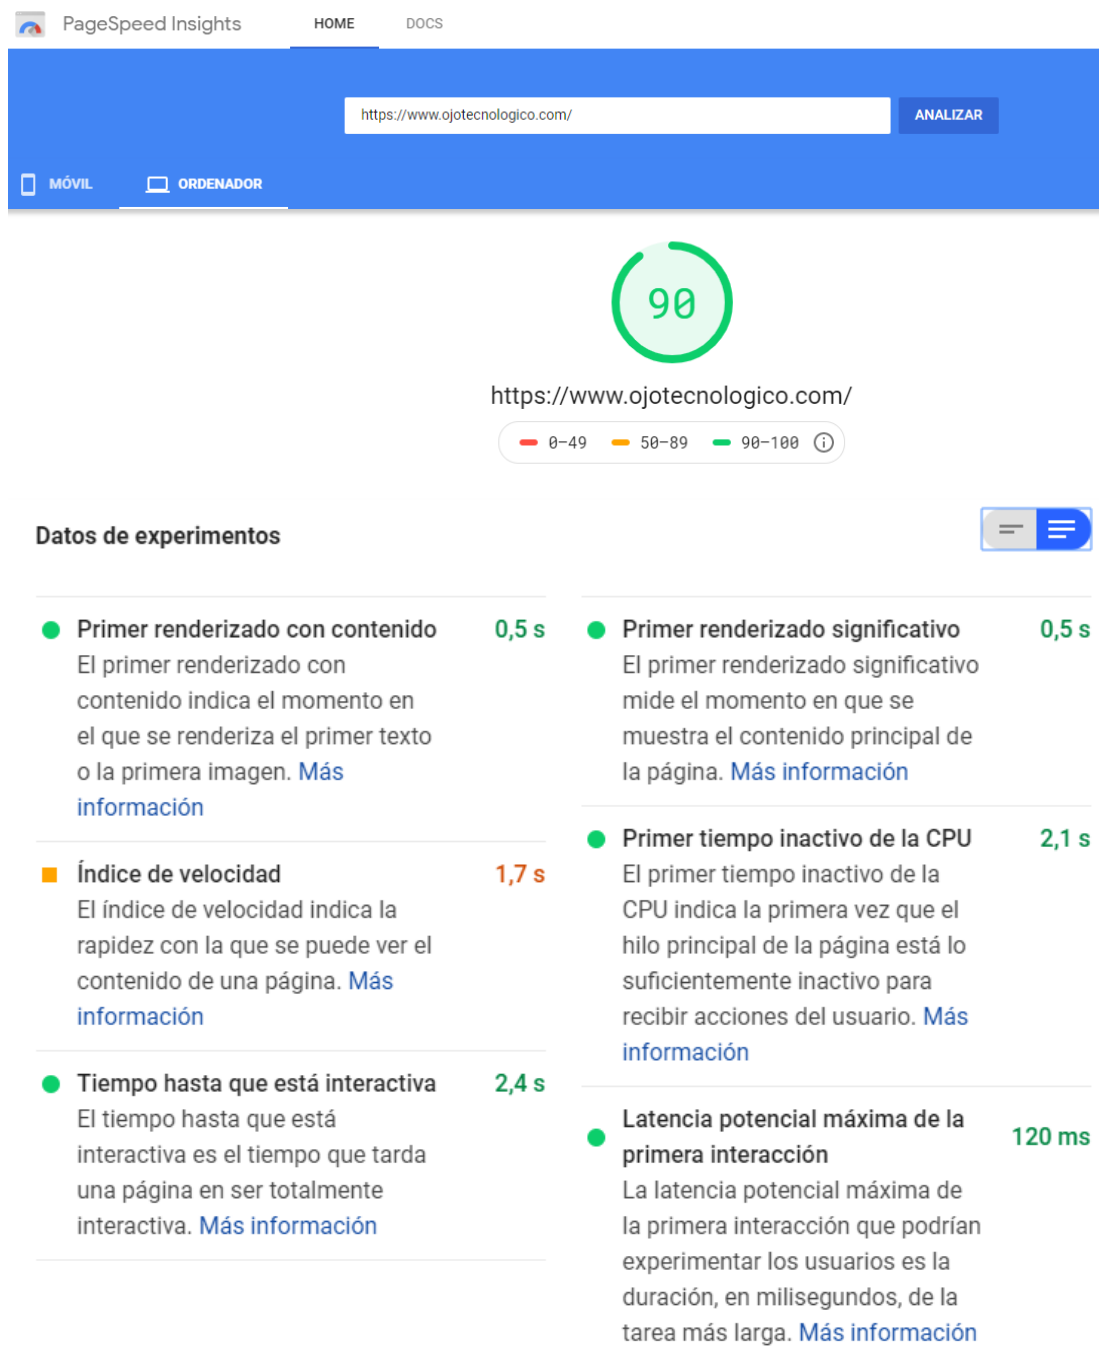 PageSpeed Insights
HOME
DOCS
https://www.ojotecnologico.com/
ANALIZAR
MÓVIL
ORDENADOR
90
https://www.ojotecnologico.com/
0–49
50–89
90–100
Datos de experimentos
Primer renderizado con contenido 0,5 s
El primer renderizado con
contenido indica el momento en
el que se renderiza el primer texto
o la primera imagen. Más
información
Índice de velocidad 1,7 s
El índice de velocidad indica la
rapidez con la que se puede ver el
contenido de una página. Más
información
Tiempo hasta que está interactiva 2,4 s
El tiempo hasta que está
interactiva es el tiempo que tarda
una página en ser totalmente
interactiva. Más información
Primer renderizado significativo 0,5 s
El primer renderizado significativo
mide el momento en que se
muestra el contenido principal de
la página. Más información
Primer tiempo inactivo de la CPU 2,1 s
El primer tiempo inactivo de la
CPU indica la primera vez que el
hilo principal de la página está lo
suficientemente inactivo para
recibir acciones del usuario. Más
información
Latencia potencial máxima de la
primera interacción 120 ms
La latencia potencial máxima de
la primera interacción que podrían
experimentar los usuarios es la
duración, en milisegundos, de la
tarea más larga. Más información